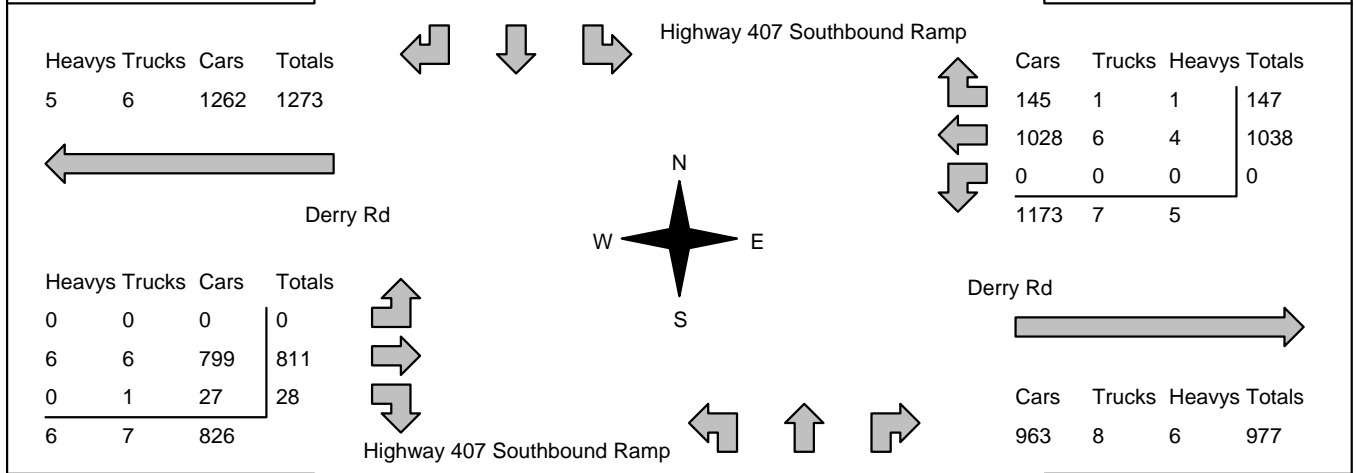 Highway 407 Southbound Ramp
Heavys Trucks Cars Totals
5 6 1262 1273
Cars Trucks Heavys Totals
145 1 1 147
1028 6 4 1038
0 0 0 0
1173 7 5
Derry Rd
N
W E
S
Heavys Trucks Cars Totals
0 0 0 0
6 6 799 811
0 1 27 28
6 7 826
Derry Rd
Highway 407 Southbound Ramp
Cars Trucks Heavys Totals
963 8 6 977